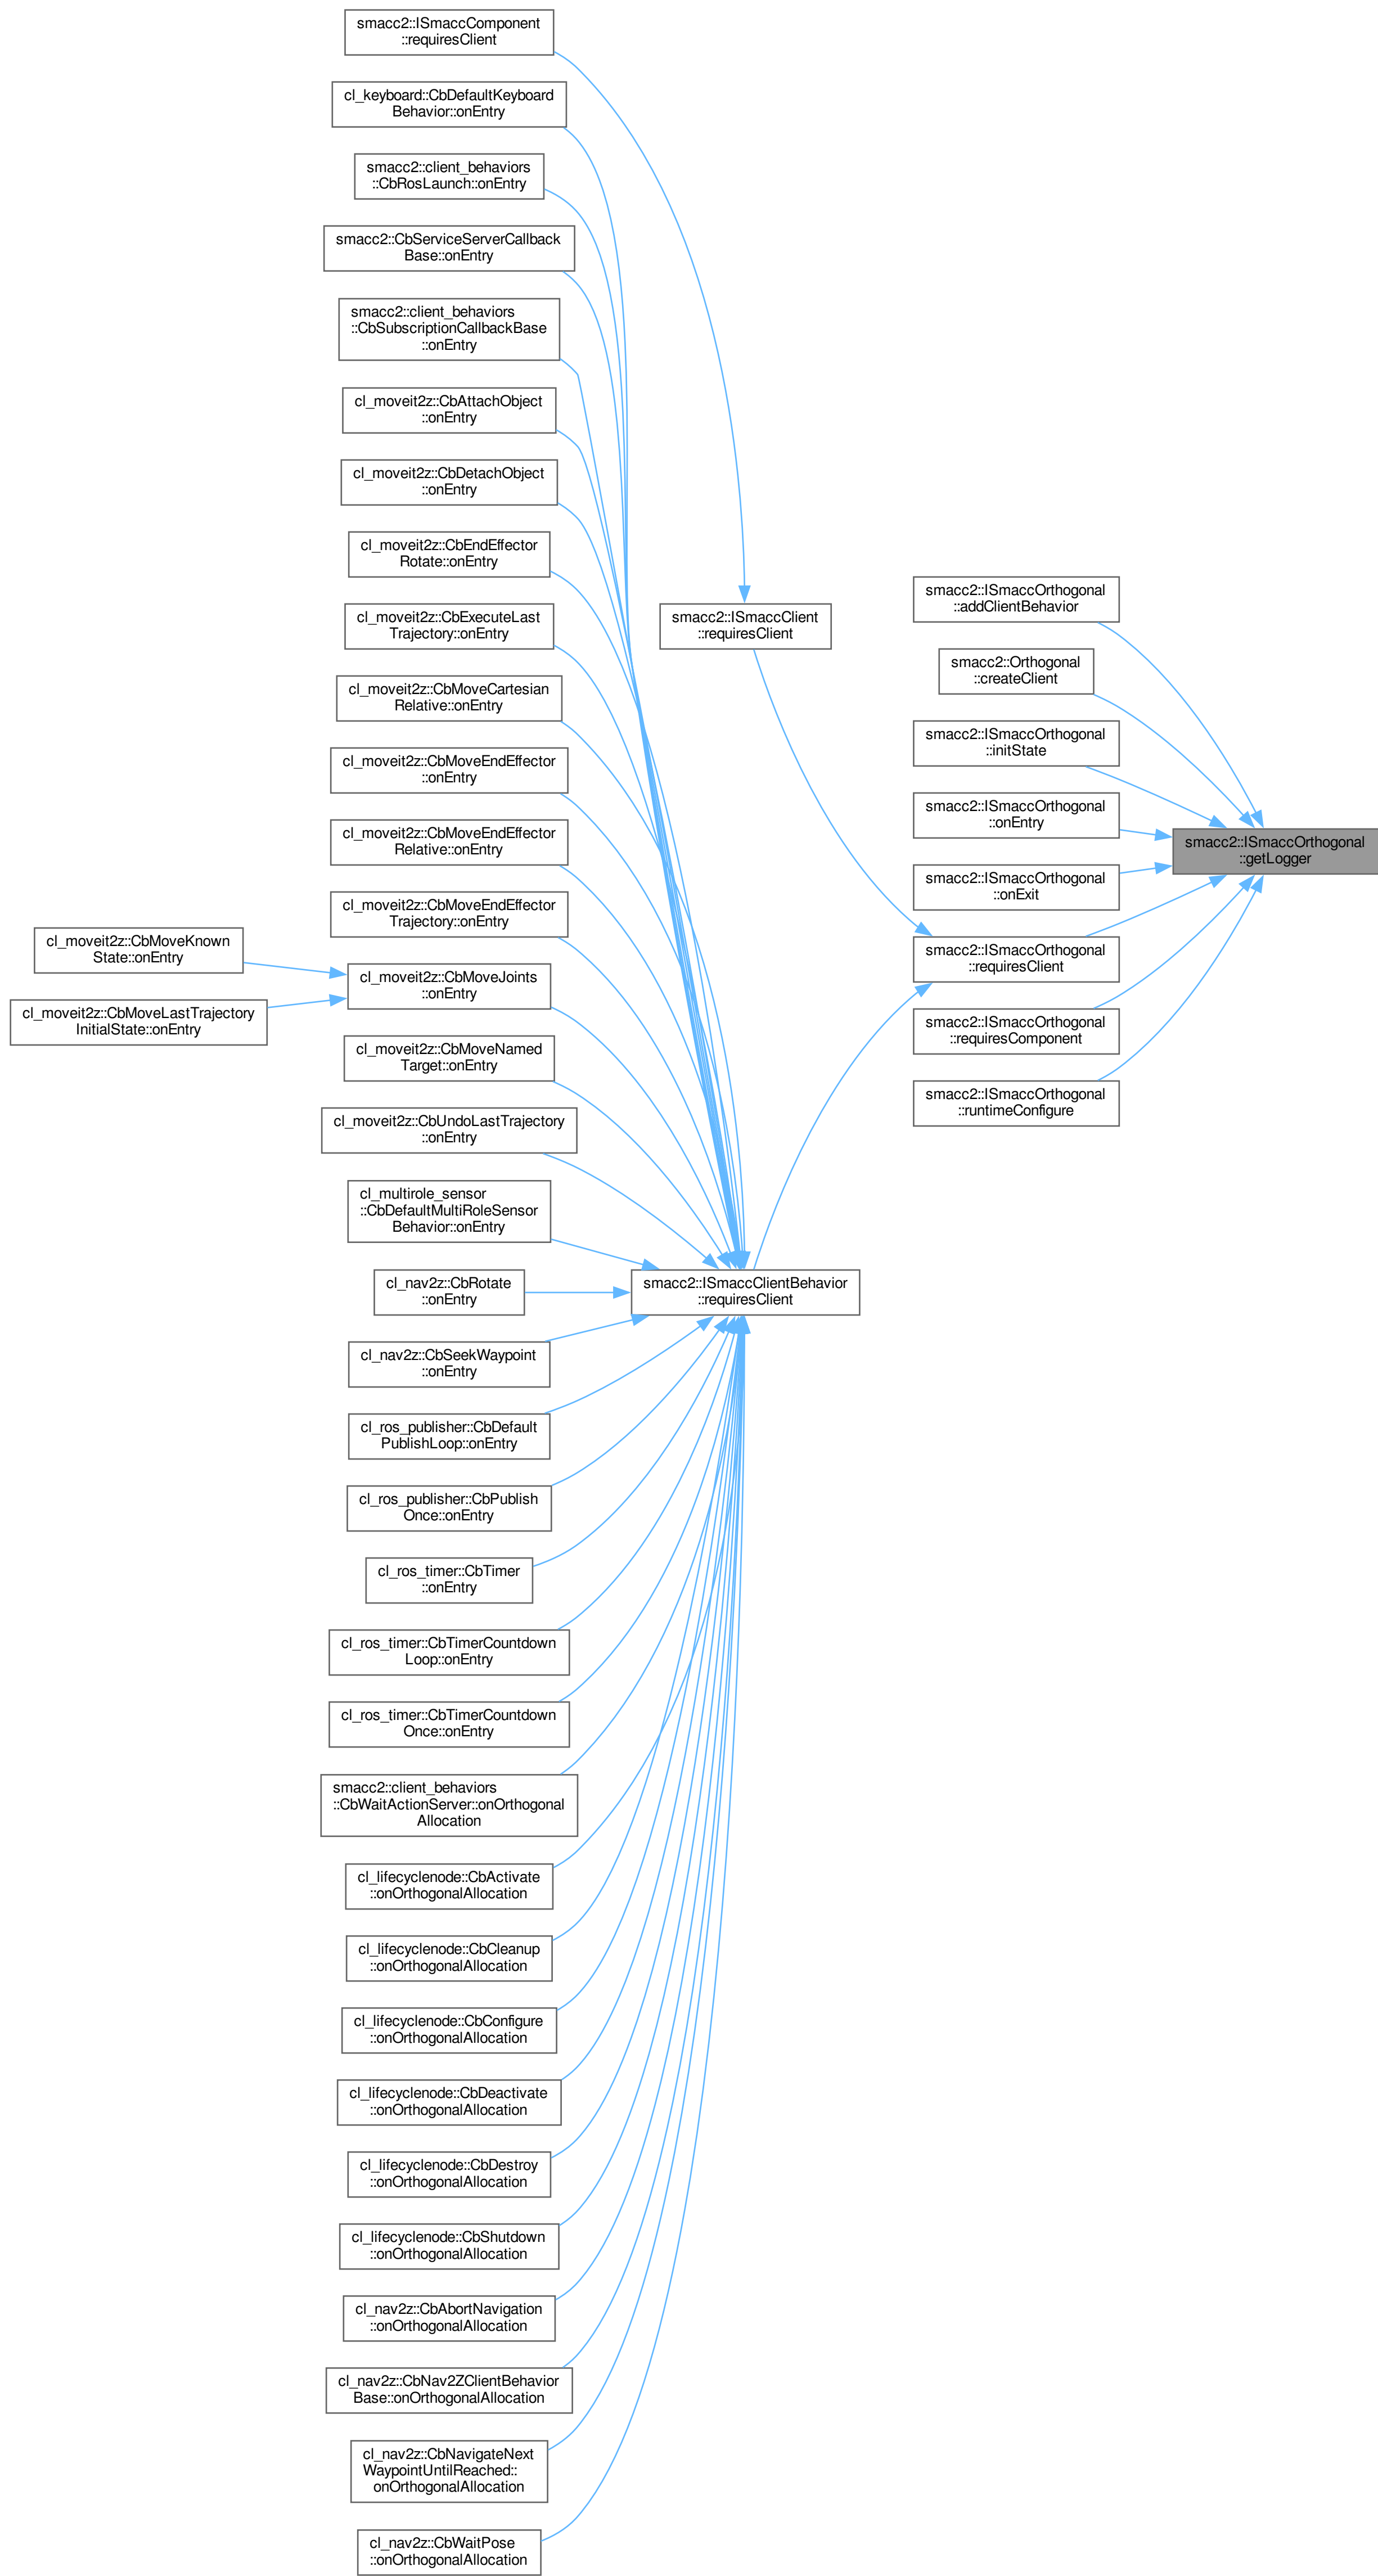 smacc2::ISmaccComponent
::requiresClient
cl_keyboard::CbDefaultKeyboard
Behavior::onEntry
smacc2::client_behaviors
::CbRosLaunch::onEntry
smacc2::CbServiceServerCallback
Base::onEntry
smacc2::client_behaviors
::CbSubscriptionCallbackBase
::onEntry
cl_moveit2z::CbAttachObject
::onEntry
cl_moveit2z::CbDetachObject
::onEntry
cl_moveit2z::CbEndEffector
Rotate::onEntry
cl_moveit2z::CbExecuteLast
Trajectory::onEntry
cl_moveit2z::CbMoveCartesian
Relative::onEntry
cl_moveit2z::CbMoveEndEffector
::onEntry
cl_moveit2z::CbMoveEndEffector
Relative::onEntry
cl_moveit2z::CbMoveEndEffector
Trajectory::onEntry
cl_moveit2z::CbMoveKnown
State::onEntry
cl_moveit2z::CbMoveLastTrajectory
InitialState::onEntry
cl_moveit2z::CbMoveJoints
::onEntry
cl_moveit2z::CbMoveNamed
Target::onEntry
cl_moveit2z::CbUndoLastTrajectory
::onEntry
cl_multirole_sensor
::CbDefaultMultiRoleSensor
Behavior::onEntry
cl_nav2z::CbRotate
::onEntry
cl_nav2z::CbSeekWaypoint
::onEntry
cl_ros_publisher::CbDefault
PublishLoop::onEntry
cl_ros_publisher::CbPublish
Once::onEntry
cl_ros_timer::CbTimer
::onEntry
cl_ros_timer::CbTimerCountdown
Loop::onEntry
cl_ros_timer::CbTimerCountdown
Once::onEntry
smacc2::client_behaviors
::CbWaitActionServer::onOrthogonal
Allocation
cl_lifecyclenode::CbActivate
::onOrthogonalAllocation
cl_lifecyclenode::CbCleanup
::onOrthogonalAllocation
cl_lifecyclenode::CbConfigure
::onOrthogonalAllocation
cl_lifecyclenode::CbDeactivate
::onOrthogonalAllocation
cl_lifecyclenode::CbDestroy
::onOrthogonalAllocation
cl_lifecyclenode::CbShutdown
::onOrthogonalAllocation
cl_nav2z::CbAbortNavigation
::onOrthogonalAllocation
cl_nav2z::CbNav2ZClientBehavior
Base::onOrthogonalAllocation
cl_nav2z::CbNavigateNext
WaypointUntilReached::
onOrthogonalAllocation
cl_nav2z::CbWaitPose
::onOrthogonalAllocation
smacc2::ISmaccClient
::requiresClient
smacc2::ISmaccClientBehavior
::requiresClient
smacc2::ISmaccOrthogonal
::addClientBehavior
smacc2::Orthogonal
::createClient
smacc2::ISmaccOrthogonal
::initState
smacc2::ISmaccOrthogonal
::onEntry
smacc2::ISmaccOrthogonal
::onExit
smacc2::ISmaccOrthogonal
::requiresClient
smacc2::ISmaccOrthogonal
::requiresComponent
smacc2::ISmaccOrthogonal
::runtimeConfigure
smacc2::ISmaccOrthogonal
::getLogger